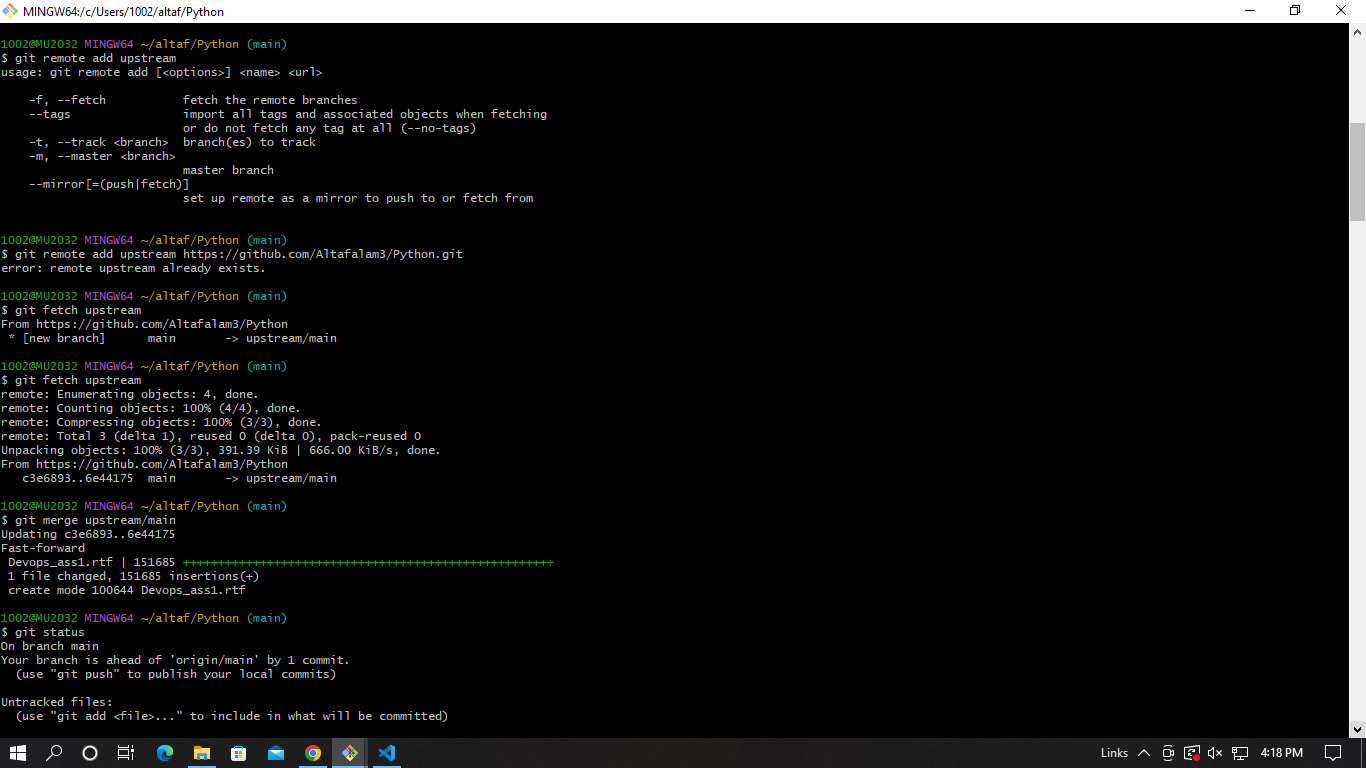 MINGW64:/c/Users/1002/altaf/Python
1002@MU2032 MINGW64 ~/altaf/Python (main)
$ git remote add upstream
usage: git remote add [<options>] <name> <url>
-f, --fetch fetch the remote branches
--tags import all tags and associated objects when fetching
or do not fetch any tag at all (--no-tags)
-t, --track <branch> branch(es) to track
-m, --master <branch>
master branch
--mirror[=(push|fetch)]
set up remote as a mirror to push to or fetch from
1002@MU2032 MINGW64 ~/altaf/Python (main)
$ git remote add upstream https://github.com/Altafalam3/Python.git
error: remote upstream already exists.
1002@MU2032 MINGW64 ~/altaf/Python (main)
$ git fetch upstream
From https://github.com/Altafalam3/Python
* [new branch] main -> upstream/main
1002@MU2032 MINGW64 ~/altaf/Python (main)
$ git fetch upstream
remote: Enumerating objects: 4, done.
remote: Counting objects: 100% (4/4), done.
remote: Compressing objects: 100% (3/3), done.
remote: Total 3 (delta 1), reused 0 (delta 0), pack-reused 0
Unpacking objects: 100% (3/3), 391.39 KiB | 666.00 KiB/s, done.
From https://github.com/Altafalam3/Python
c3e6893..6e44175 main -> upstream/main
1002@MU2032 MINGW64 ~/altaf/Python (main)
$ git merge upstream/main
Updating c3e6893..6e44175
Fast-forward
Devops_ass1.rtf | 151685 +++++++++++++++++++++++++++++++++++++++++++++++++++++
1 file changed, 151685 insertions(+)
create mode 100644 Devops_ass1.rtf
1002@MU2032 MINGW64 ~/altaf/Python (main)
$ git status
On branch main
Your branch is ahead of 'origin/main' by 1 commit.
(use "git push" to publish your local commits)
Untracked files:
(use "git add <file>..." to include in what will be committed)
Links 4:18 PM